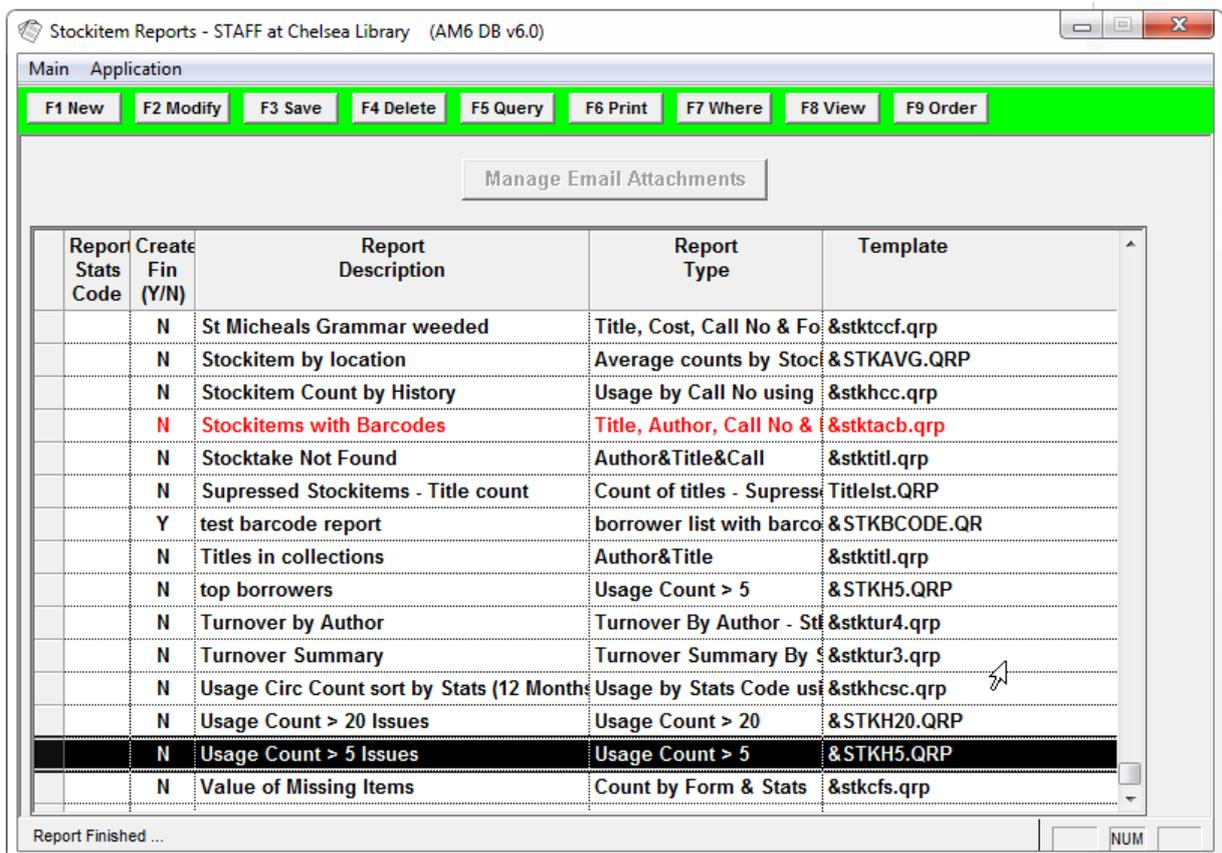 Stockitem Reports - STAFF at Chelsea Library (AM6 DB v6.0)
Main Application
F1 New F2 Modify F3 Save F4 Delete F5 Query F6 Print F7 Where F8 View F9 Order
Manage Email Attachments
Report Create Report Report Template
Stats Fin Description Type
Code (Y/N)
N St Micheals Grammar weeded Title, Cost, Call No & Fo &stktccf.qrp
N Stockitem by location Average counts by Stoc &STKAVG.QRP
N Stockitem Count by History Usage by Call No using &stkhcc.qrp
N Stockitems with Barcodes Title, Author, Call No & &stktacb.qrp
N Stocktake Not Found Author&Title&Call &stktitl.qrp
N Supressed Stockitems - Title count Count of titles - Supress Titlelst.QRP
Y test barcode report borrower list with barco &STKBCODE.QR
N Titles in collections Author&Title &stktitl.qrp
N top borrowers Usage Count > 5 &STKH5.QRP
N Turnover by Author Turnover By Author - St &stktur4.qrp
N Turnover Summary Turnover Summary By &stktur3.qrp
N Usage Circ Count sort by Stats (12 Months Usage by Stats Code usi &stkhcsc.qrp
N Usage Count > 20 Issues Usage Count > 20 &STKH20.QRP
N Usage Count > 5 Issues Usage Count > 5 &STKH5.QRP
N Value of Missing Items Count by Form & Stats &stkcfs.qrp
Report Finished ... NUM